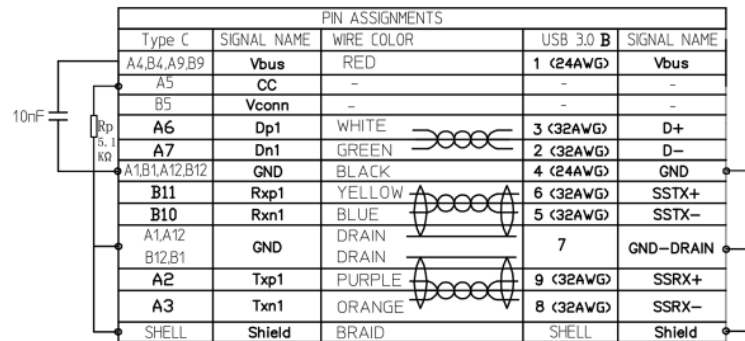 PIN ASSIGNMENTS
Type C SIGNAL NAME WIRE COLOR USB 3.0 B SIGNAL NAME
A4,B4,A9,B9 Vbus RED 1 (24AWG) Vbus
A5 CC - - -
B5 Vconn - - -
10nF
Rp
5.1
KΩ
A6 Dp1 WHITE 3 (32AWG) D+
A7 Dn1 GREEN 2 (32AWG) D-
A1,B1,A12,B12 GND BLACK 4 (24AWG) GND
B11 Rxp1 YELLOW 6 (32AWG) SSTX+
B10 Rxn1 BLUE 5 (32AWG) SSTX-
A1,A12 GND DRAIN 7 GND-DRAIN
B12,B1 DRAIN
A2 Txp1 PURPLE 9 (32AWG) SSRX+
A3 Txn1 ORANGE 8 (32AWG) SSRX-
SHELL Shield BRAID SHELL Shield